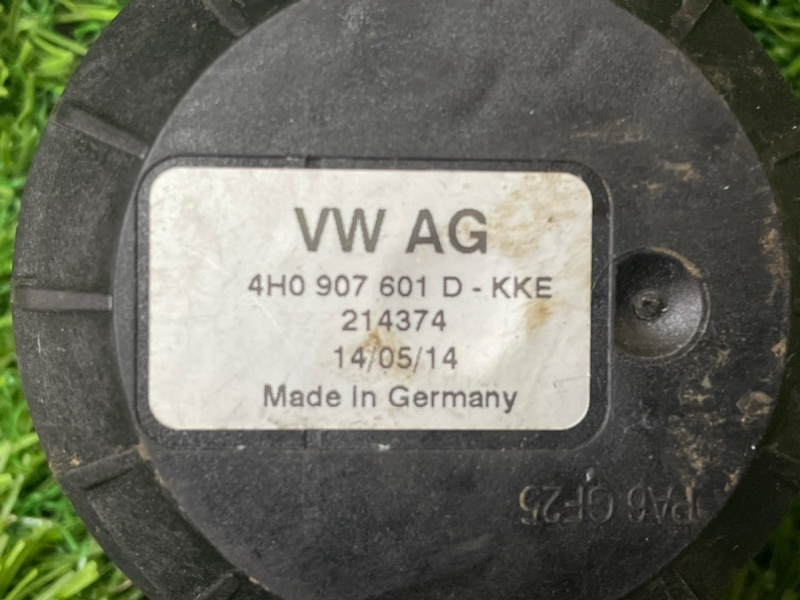 VW AG
4H0 907 601 D - KKE
214374
14/05/14
Made In Germany
PA6 GF25